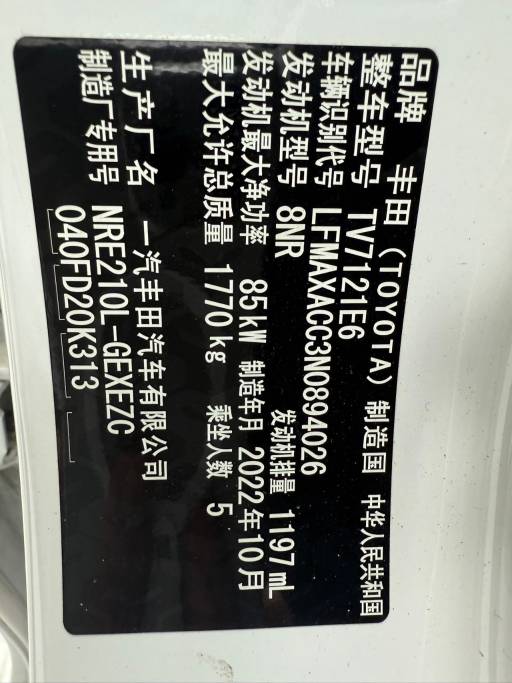 品牌 丰田(TOYOTA) 制造国 中华人民共和国
整车型号 TV7121E6
车辆识别代号 LFMAXACC3N0894026
发动机型号 8NR 发动机排量 1197mL
发动机最大净功率 85kW 制造年月 2022年10月
最大允许总质量 1770kg 乘坐人数 5
生产厂名 一汽丰田汽车有限公司
制造厂专用号 NRE210L-GEXEZC
040FD20K313